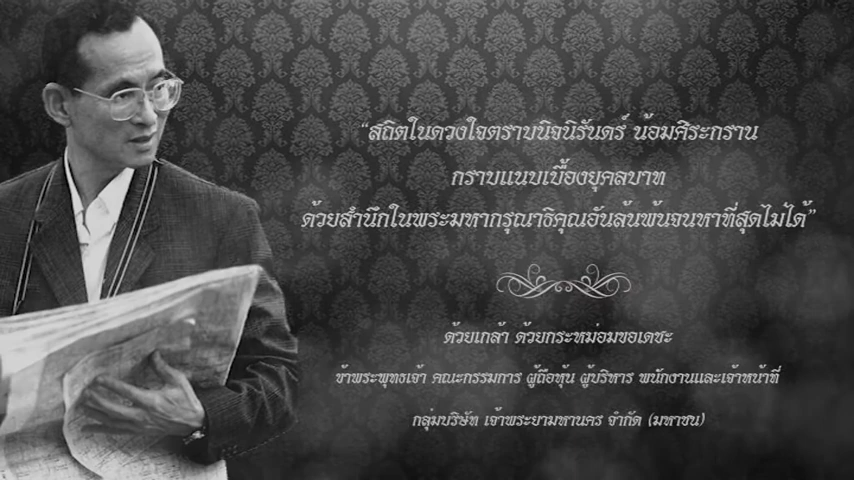 “สถิตในดวงใจตราบนิจนิรันดร์ น้อมศิระกราน
กราบแนบเบื้องยุคลบาท
ด้วยสำนึกในพระมหากรุณาธิคุณอันล้นพ้นจนหาที่สุดไม่ได้”
ด้วยเกล้า ด้วยกระหม่อมขอเดชะ
ข้าพระพุทธเจ้า คณะกรรมการ ผู้ถือหุ้น ผู้บริหาร พนักงานและเจ้าหน้าที่
กลุ่มบริษัท เจ้าพระยามหานคร จำกัด (มหาชน)